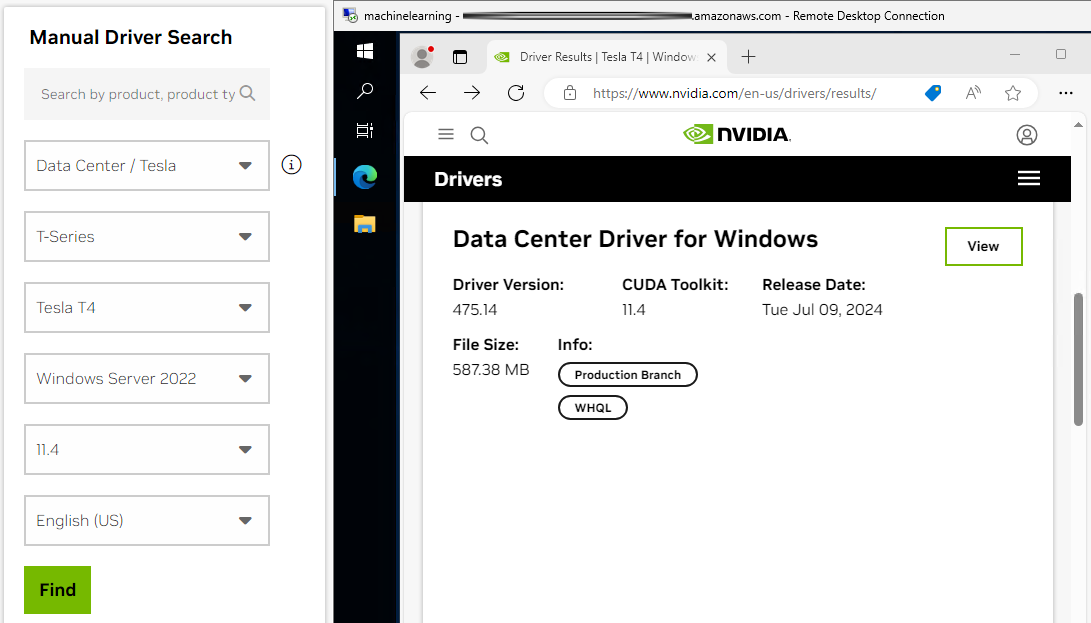 Manual Driver Search
Search by product, product ty
Data Center / Tesla
T-Series
Tesla T4
Windows Server 2022
11.4
English (US)
Find
machinelearning - .amazonaws.com - Remote Desktop Connection
Driver Results | Tesla T4 | Window
https://www.nvidia.com/en-us/drivers/results/
NVIDIA.
Drivers
Data Center Driver for Windows
View
Driver Version: CUDA Toolkit: Release Date:
475.14 11.4 Tue Jul 09, 2024
File Size: Info:
587.38 MB Production Branch
WHQL